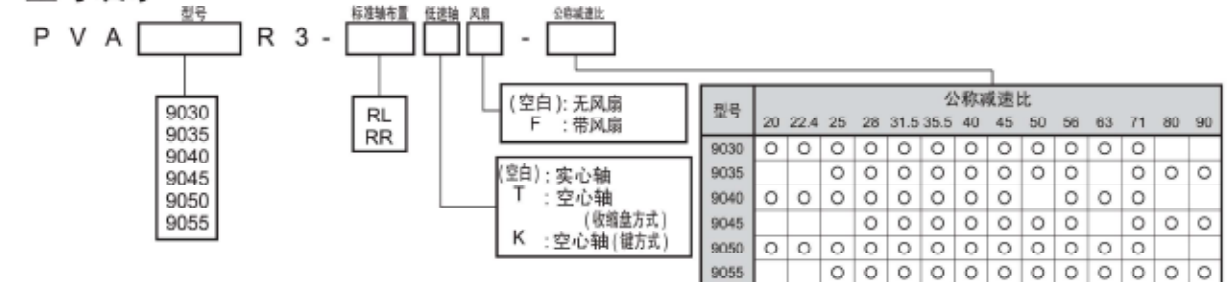 型号 标准轴布置 低速轴 风扇 公称减速比
P V A R 3 - -
9030
9035
9040
9045
9050
9055
RL
RR
(空白): 无风扇
F : 带风扇
(空白): 实心轴
T : 空心轴
(收缩盘方式)
K : 空心轴(键方式)
型号 公称减速比
20 22.4 25 28 31.5 35.5 40 45 50 56 63 71 80 90
9030 ○ ○ ○ ○ ○ ○ ○ ○ ○ ○ ○ ○
9035 ○ ○ ○ ○ ○ ○ ○ ○ ○ ○ ○
9040 ○ ○ ○ ○ ○ ○ ○ ○ ○ ○ ○
9045 ○ ○ ○ ○ ○ ○ ○ ○ ○ ○
9050 ○ ○ ○ ○ ○ ○ ○ ○ ○ ○ ○ ○
9055 ○ ○ ○ ○ ○ ○ ○ ○ ○ ○ ○ ○